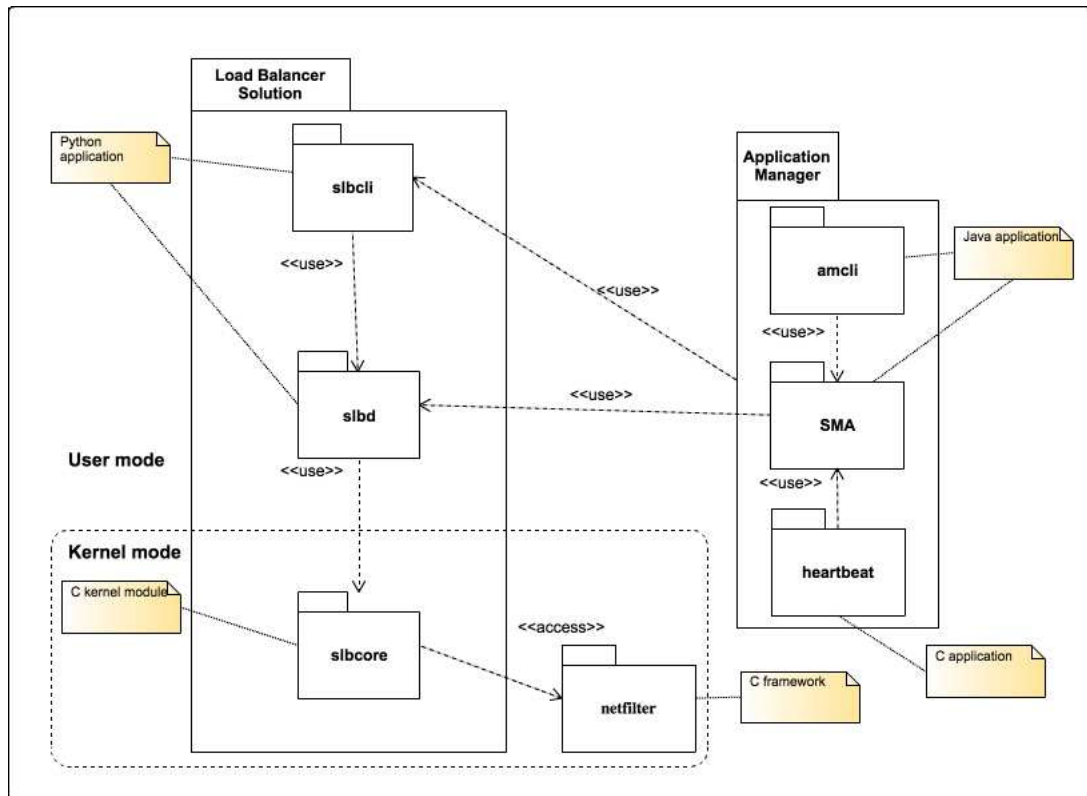 Load Balancer
Solution
Python
application
slbcli
Application
Manager
Java application
amcli
<<use>>
<<use>>
<<use>>
<<use>>
slbd
SMA
User mode
<<use>>
<<use>>
Kernel mode
heartbeat
C kernel module
slbcore
<<access>>
netfilter
C framework
C application